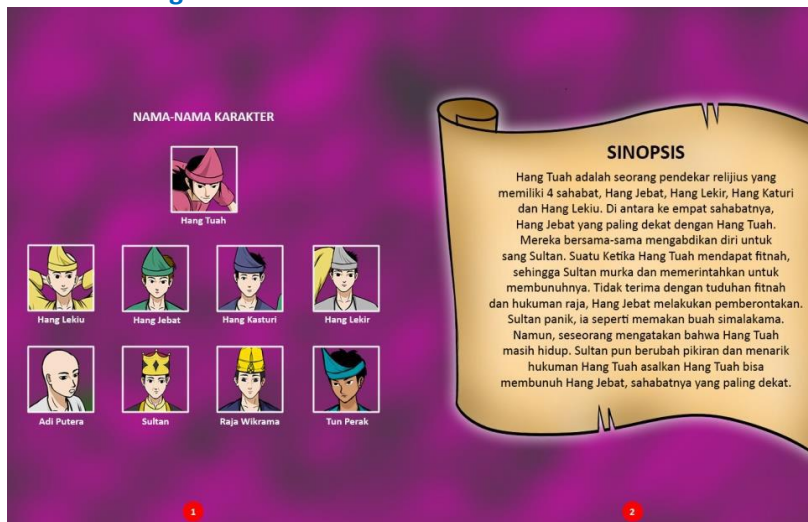 NAMA-NAMA KARAKTER
Hang Tuah
Hang Lekiu
Hang Jebat
Hang Kasturi
Hang Lekir
Adi Putera
Sultan
Raja Wikrama
Tun Perak
1
SINOPSIS
Hang Tuah adalah seorang pendekar relijius yang
memiliki 4 sahabat, Hang Jebat, Hang Lekir, Hang Katuri
dan Hang Lekiu. Di antara ke empat sahabatnya,
Hang Jebat yang paling dekat dengan Hang Tuah.
Mereka bersama-sama mengabdikan diri untuk
sang Sultan. Suatu Ketika Hang Tuah mendapat fitnah,
sehingga Sultan murka dan memerintahkan untuk
membunuhnya. Tidak terima dengan tuduhan fitnah
dan hukuman raja, Hang Jebat melakukan pemberontakan.
Sultan panik, ia seperti memakan buah simalakama.
Namun, seseorang mengatakan bahwa Hang Tuah
masih hidup. Sultan pun berubah pikiran dan menarik
hukuman Hang Tuah asalkan Hang Tuah bisa
membunuh Hang Jebat, sahabatnya yang paling dekat.
2